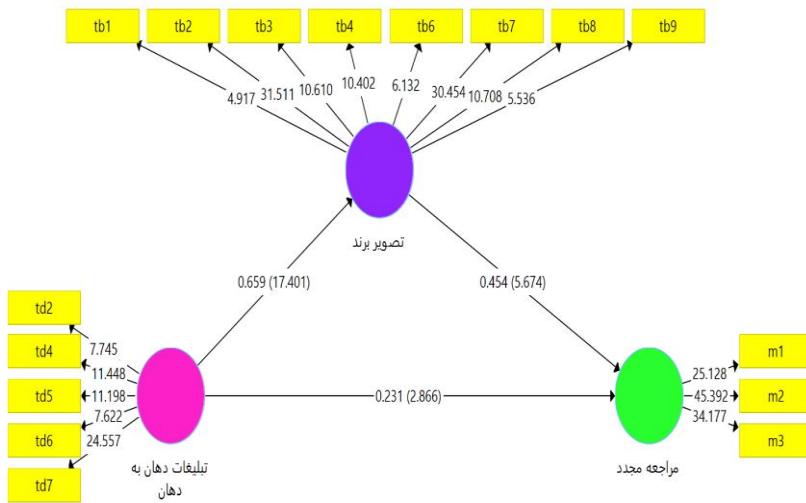 tb1 tb2 tb3 tb4 tb6 tb7 tb8 tb9
4.917 31.511 10.610 10.402 6.132 30.454 10.708 5.536
تصویر برند
0.659 (17.401)
0.454 (5.674)
td2
td4
td5
td6
td7
7.745
11.448
11.198
7.622
24.557
تبلیغات دهان به
دهان
0.231 (2.866)
مراجعه مجدد
25.128
45.392
34.177
m1
m2
m3